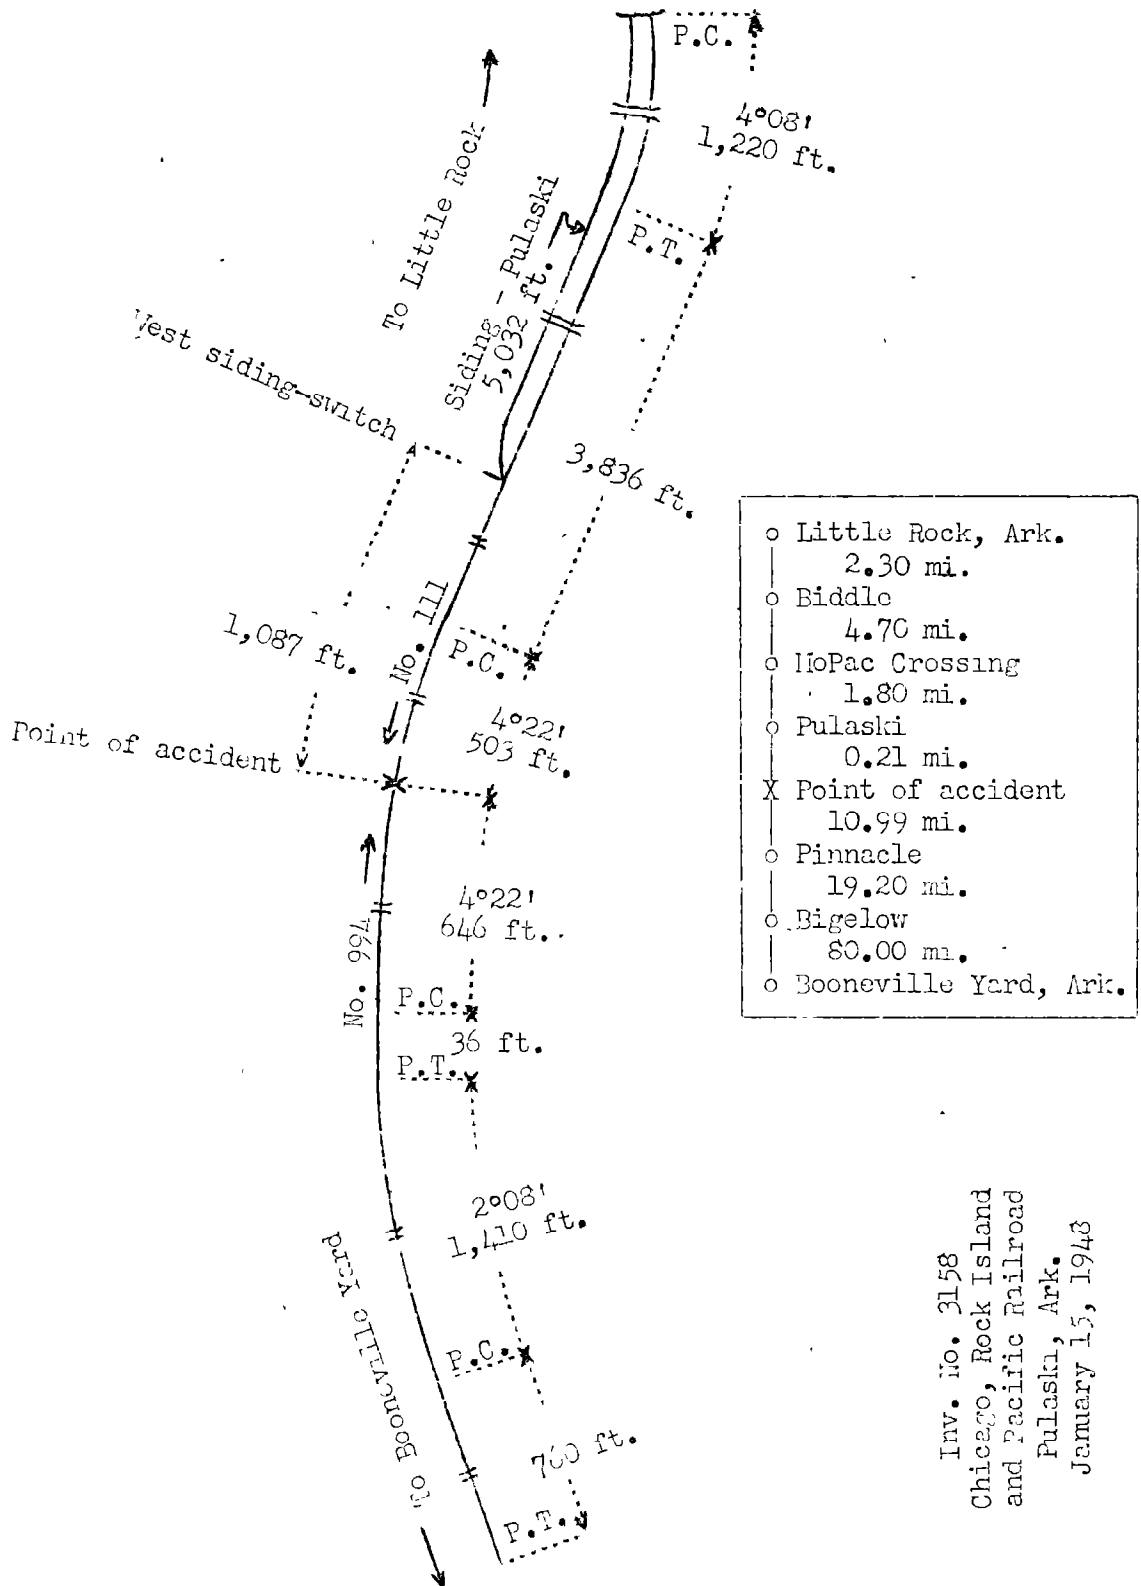 P.C.
4°08'
1,220 ft.
To Little Rock
Siding - Pulaski
5,032 ft.
P.T.
West siding-switch
3,836 ft.
No. 111
1,087 ft.
P.C.
4°22'
503 ft.
Point of accident
No. 994
4°22'
646 ft.
P.C.
36 ft.
P.T.
2°08'
1,410 ft.
To Booneville Yard
P.C.
760 ft.
P.T.
Little Rock, Ark.
2.30 mi.
Biddle
4.70 mi.
MoPac Crossing
1.80 mi.
Pulaski
0.21 mi.
X Point of accident
10.99 mi.
Pinnacle
19.20 mi.
Bigelow
80.00 mi.
Booneville Yard, Ark.
Inv. No. 3158
Chicago, Rock Island
and Pacific Railroad
Pulaski, Ark.
January 15, 1948